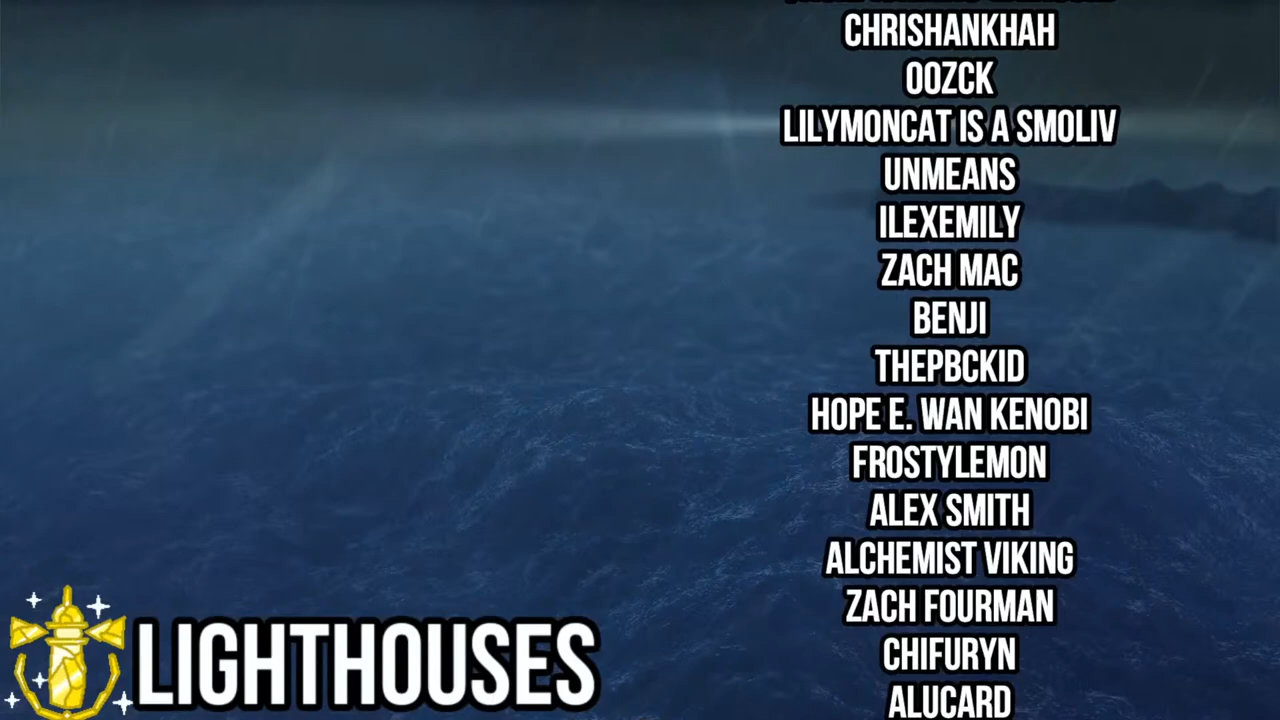 CHRISHANKHAH
OOZCK
LILYMONCAT IS A SMOLIV
UNMEANS
ILEXEMILY
ZACH MAC
BENJI
THEPBCKID
HOPE E. WAN KENOBI
FROSTYLEMON
ALEX SMITH
ALCHEMIST VIKING
ZACH FOURMAN
CHIFURYN
ALUCARD
LIGHTHOUSES